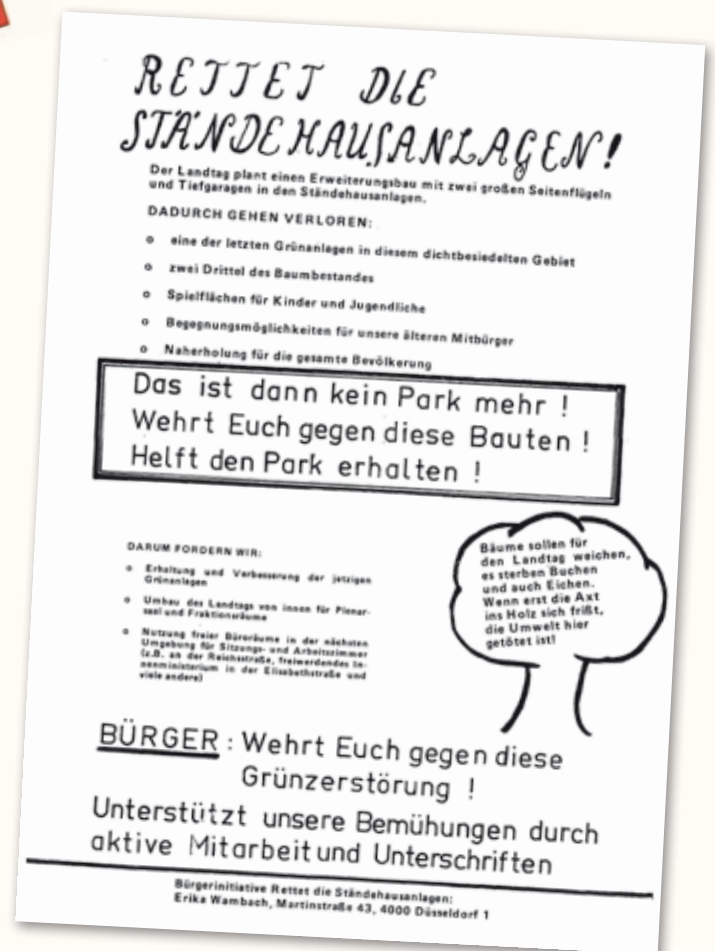 RETTET DIE
STÄNDEHAUSANLAGEN!
Der Landtag plant einen Erweiterungsbau mit zwei großen Seitenflügeln
und Tiefgaragen in den Ständehausanlagen.
DADURCH GEHEN VERLOREN:
o eine der letzten Grünanlagen in diesem dichtbesiedelten Gebiet
o zwei Drittel des Baumbestandes
o Spielflächen für Kinder und Jugendliche
o Begegnungsmöglichkeiten für unsere älteren Mitbürger
o Naherholung für die gesamte Bevölkerung
Das ist dann kein Park mehr !
Wehrt Euch gegen diese Bauten !
Helft den Park erhalten !
DARUM FORDERN WIR:
o Erhaltung und Verbesserung der jetzigen
Grünanlagen
o Umbau des Landtags von innen für Plenar-
saal und Fraktionsräume
o Nutzung freier Büroräume in der nächsten
Umgebung für Sitzungs- und Arbeitszimmer
(z.B. an der Reichsstraße, freiwerdendes In-
nenministerium in der Elisabethstraße und
viele andere)
Bäume sollen für
den Landtag weichen,
es sterben Buchen
und auch Eichen.
Wenn erst die Axt
ins Holz sich frißt,
die Umwelt hier
getötet ist!
BÜRGER : Wehrt Euch gegen diese
Grünzerstörung !
Unterstützt unsere Bemühungen durch
aktive Mitarbeit und Unterschriften
Bürgerinitiative Rettet die Ständehausanlagen:
Erika Wambach, Martinstraße 43, 4000 Düsseldorf 1